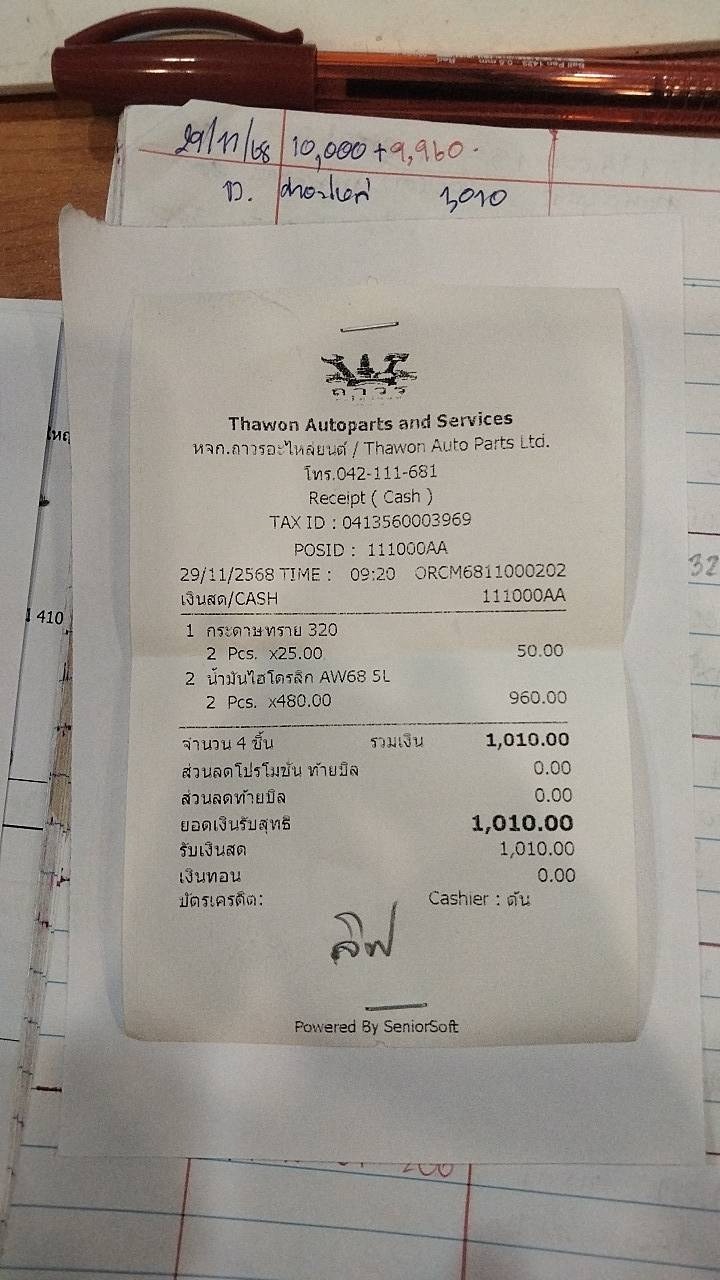 29/11/68 10,000 + 9,960.
1,010
ถาวร
Thawon Autoparts and Services
หจก.ถาวรอะไหล่ยนต์ / Thawon Auto Parts Ltd.
โทร.042-111-681
Receipt ( Cash )
TAX ID : 0413560003969
POSID : 111000AA
29/11/2568 TIME : 09:20 ORCM6811000202
เงินสด/CASH 111000AA
1 กระดาษทราย 320
2 Pcs. x25.00 50.00
2 น้ำมันไฮโดรลิก AW68 5L
2 Pcs. x480.00 960.00
จำนวน 4 ชิ้น รวมเงิน 1,010.00
ส่วนลดโปรโมชั่น ท้ายบิล 0.00
ส่วนลดท้ายบิล 0.00
ยอดเงินรับสุทธิ 1,010.00
รับเงินสด 1,010.00
เงินทอน 0.00
บัตรเครดิต: Cashier : ต้น
ลิฟ
Powered By SeniorSoft
410
32
200